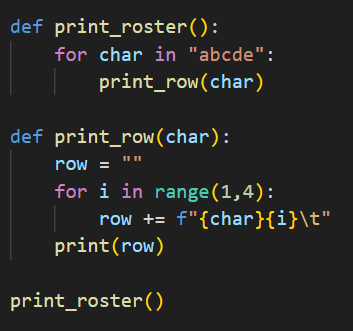 def print_roster():
    for char in "abcde":
        print_row(char)

def print_row(char):
    row = ""
    for i in range(1,4):
        row += f"{char}{i}\t"
    print(row)

print_roster()